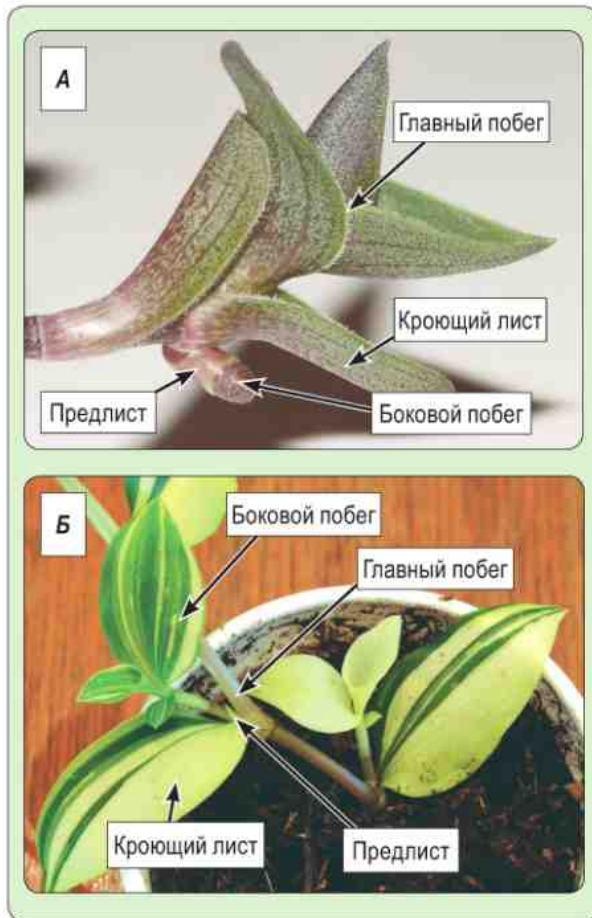 А
Главный побег
Кроющий лист
Предлист
Боковой побег
Б
Боковой побег
Главный побег
Кроющий лист
Предлист